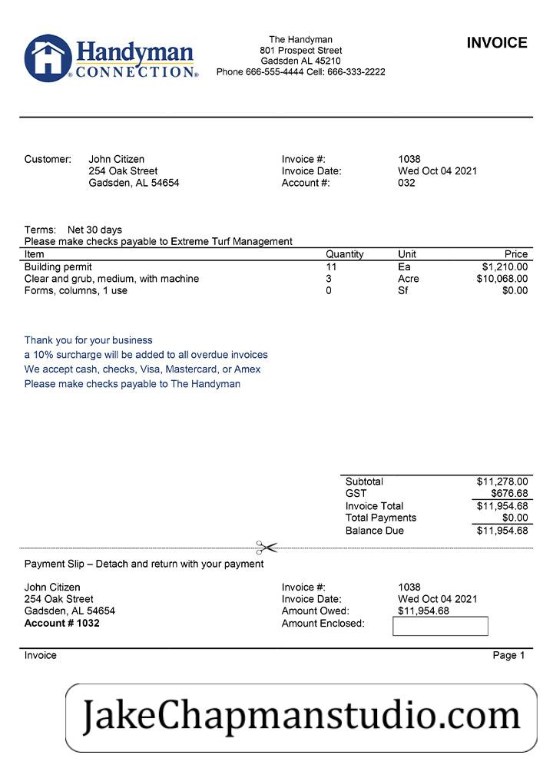 Handyman
CONNECTION®
The Handyman
801 Prospect Street
Gadsden AL 45210
Phone 666-555-4444 Cell: 666-333-2222
INVOICE
Customer: John Citizen
254 Oak Street
Gadsden, AL 54654
Invoice #: 1038
Invoice Date: Wed Oct 04 2021
Account #: 032
Terms: Net 30 days
Please make checks payable to Extreme Turf Management
Item Quantity Unit Price
Building permit 11 Ea $1,210.00
Clear and grub, medium, with machine 3 Acre $10,068.00
Forms, columns, 1 use 0 Sf $0.00
Thank you for your business
a 10% surcharge will be added to all overdue invoices
We accept cash, checks, Visa, Mastercard, or Amex
Please make checks payable to The Handyman
Subtotal $11,278.00
GST $676.68
Invoice Total $11,954.68
Total Payments $0.00
Balance Due $11,954.68
Payment Slip – Detach and return with your payment
John Citizen
254 Oak Street
Gadsden, AL 54654
Account # 1032
Invoice #: 1038
Invoice Date: Wed Oct 04 2021
Amount Owed: $11,954.68
Amount Enclosed:
Invoice Page 1
JakeChapmanstudio.com